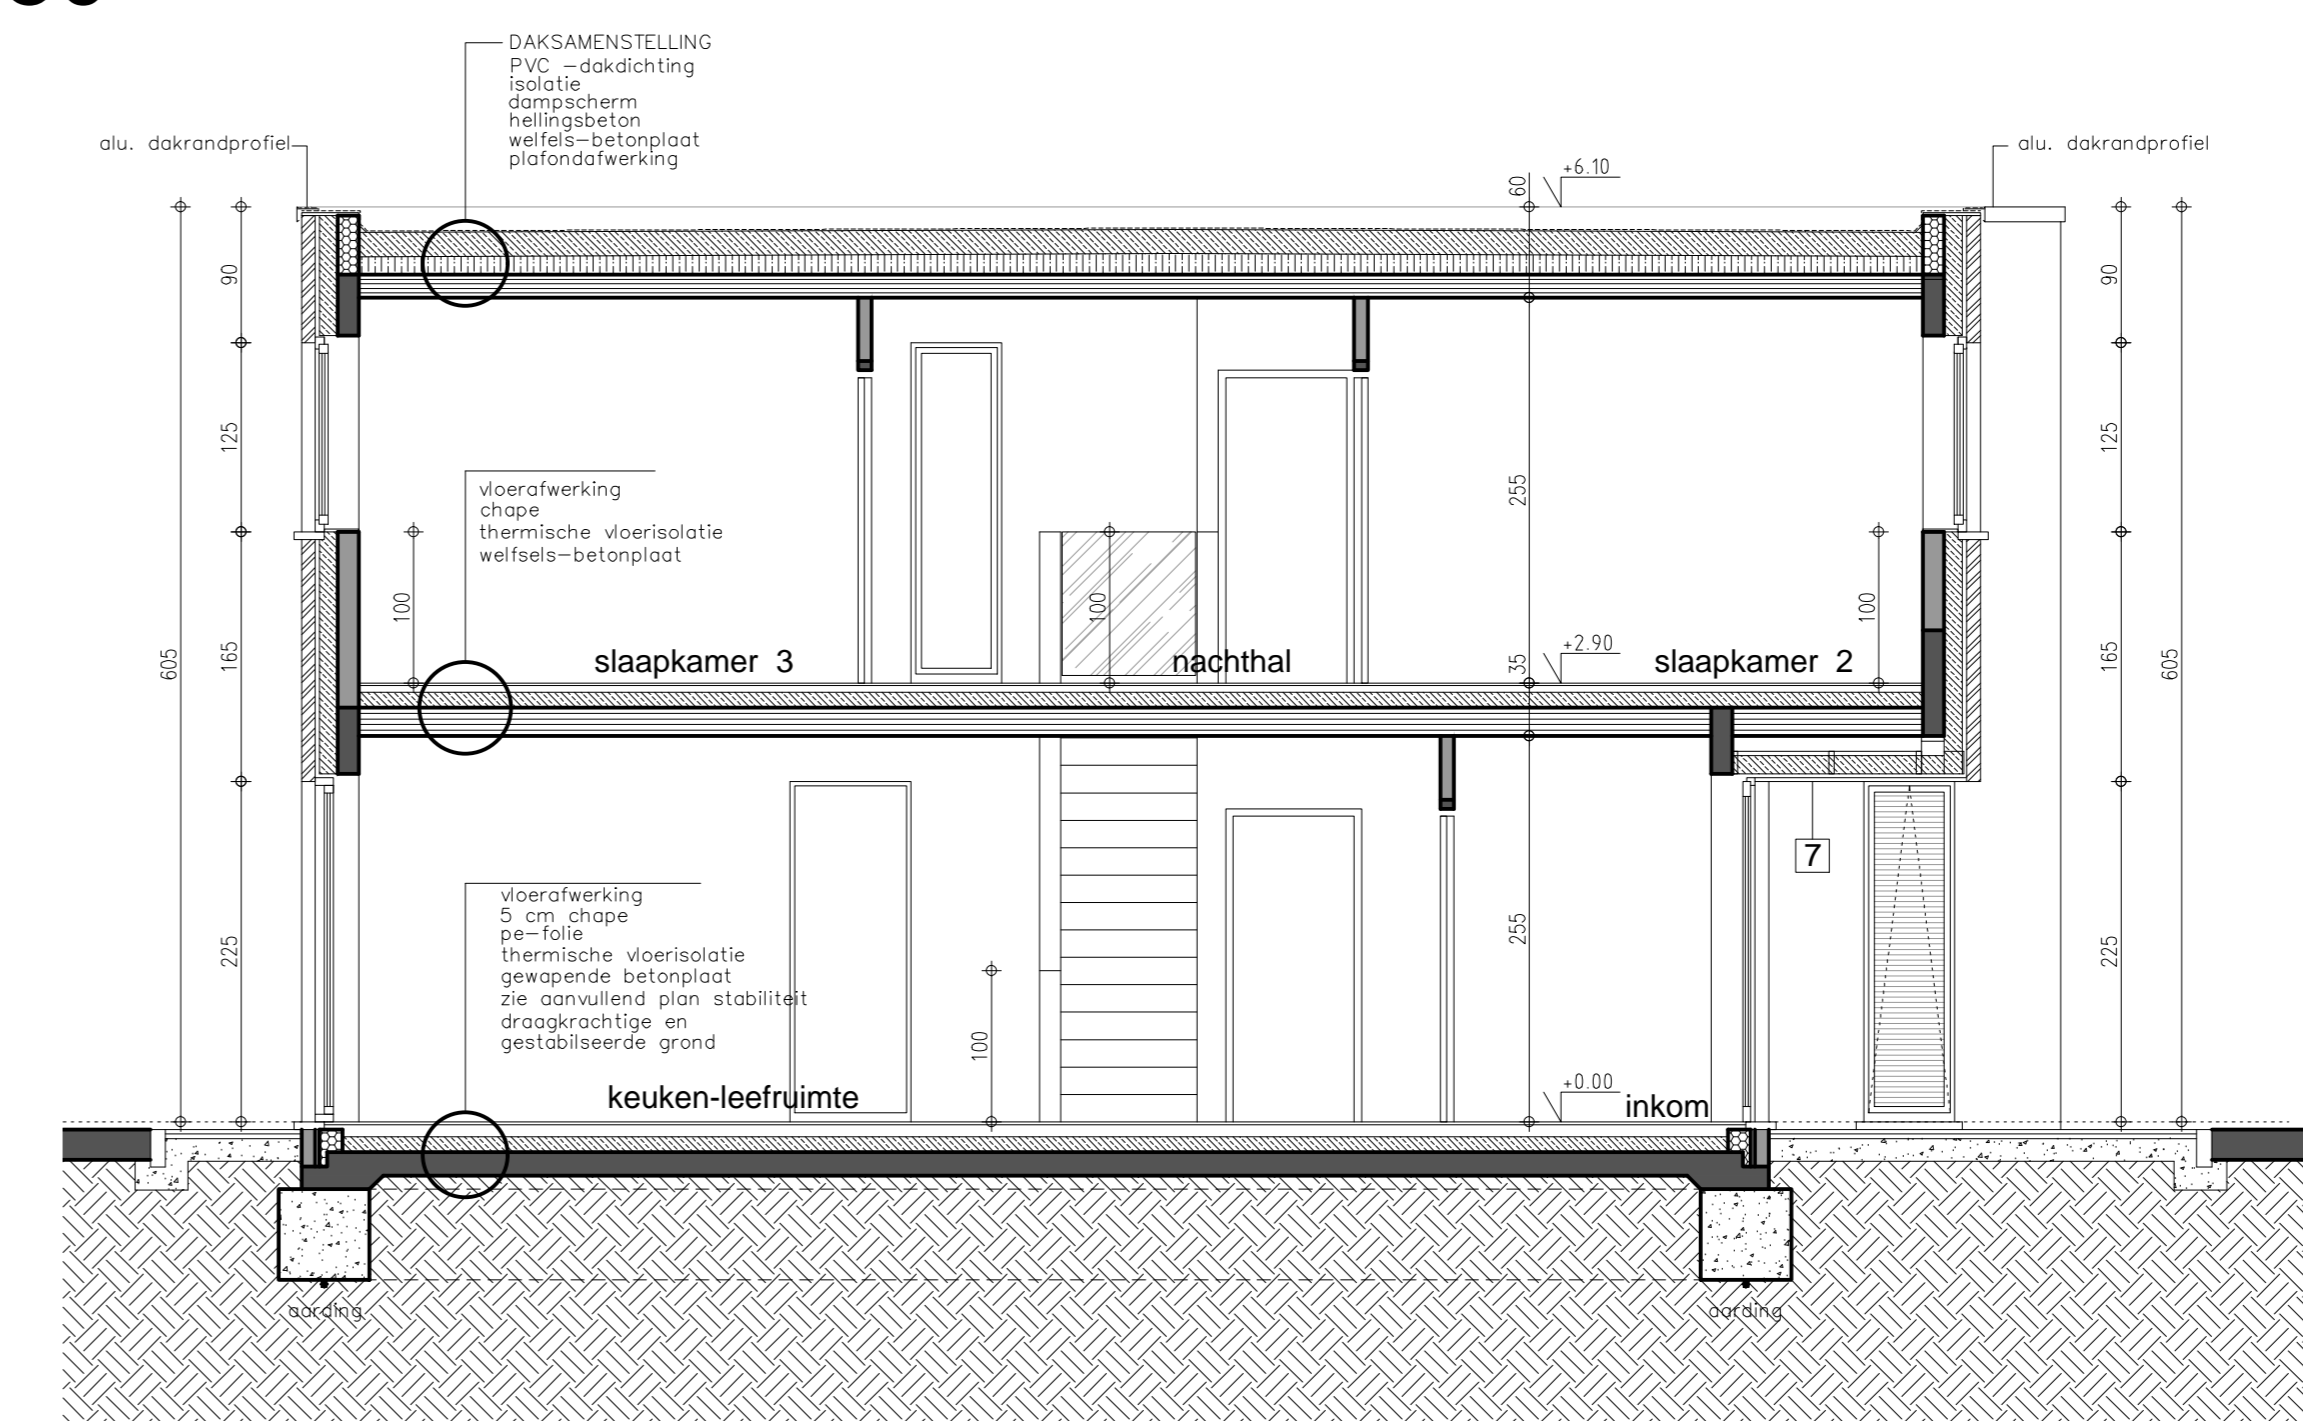 DAKSAMENSTELLING
PVC –dakdichting
isolatie
dampscherm
hellingsbeton
welfels–betonplaat
plafondafwerking
alu. dakrandprofiel
alu. dakrandprofiel
60
+6.10
90
90
125
125
255
vloerafwerking
chape
thermische vloerisolatie
welfsels–betonplaat
100
100
100
605
165
slaapkamer 3
nachthal
35
+2.90
slaapkamer 2
165
605
7
vloerafwerking
5 cm chape
pe–folie
thermische vloerisolatie
gewapende betonplaat
zie aanvullend plan stabiliteit
draagkrachtige en
gestabilseerde grond
225
100
255
225
keuken-leefruimte
+0.00
inkom
aarding
aarding